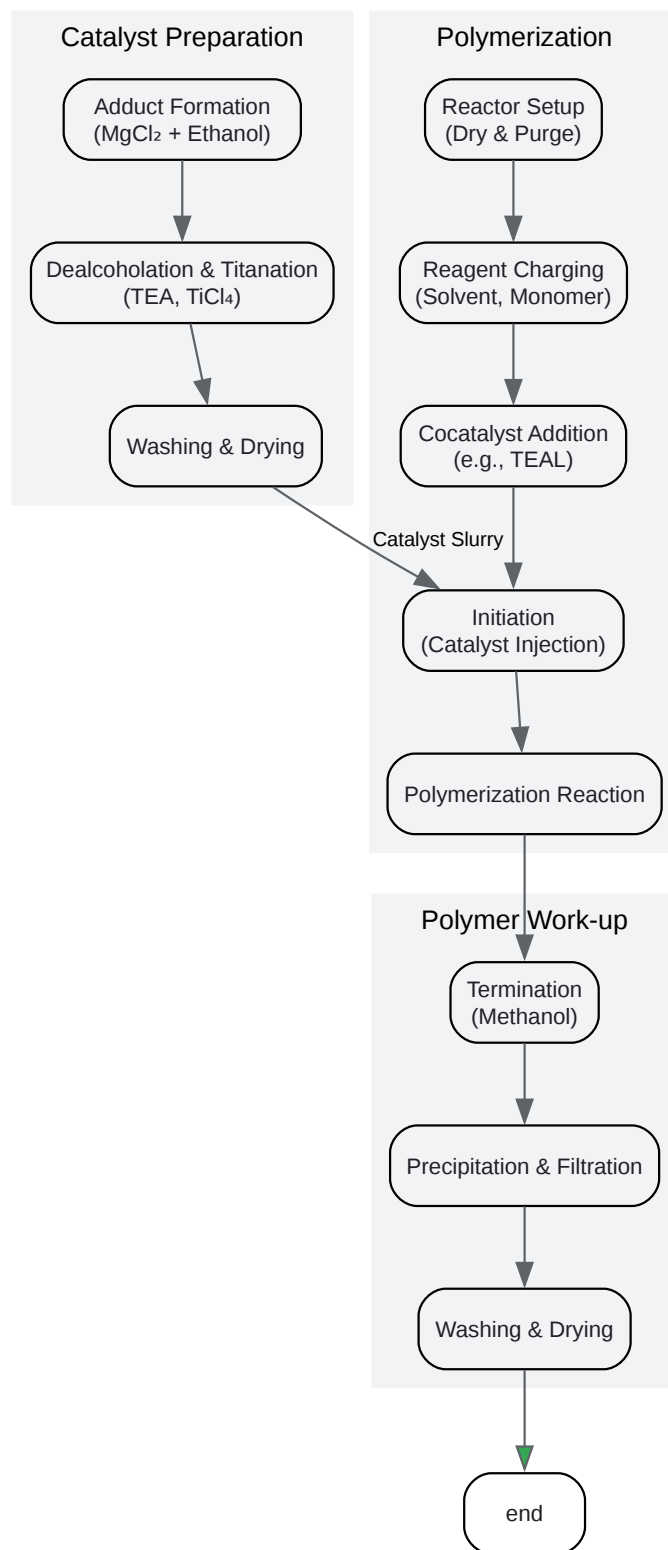 Catalyst Preparation
Adduct Formation
(MgCl₂ + Ethanol)
Dealcoholation & Titanation
(TEA, TiCl₄)
Washing & Drying
Catalyst Slurry
Polymerization
Reactor Setup
(Dry & Purge)
Reagent Charging
(Solvent, Monomer)
Cocatalyst Addition
(e.g., TEAL)
Initiation
(Catalyst Injection)
Polymerization Reaction
Polymer Work-up
Termination
(Methanol)
Precipitation & Filtration
Washing & Drying
end